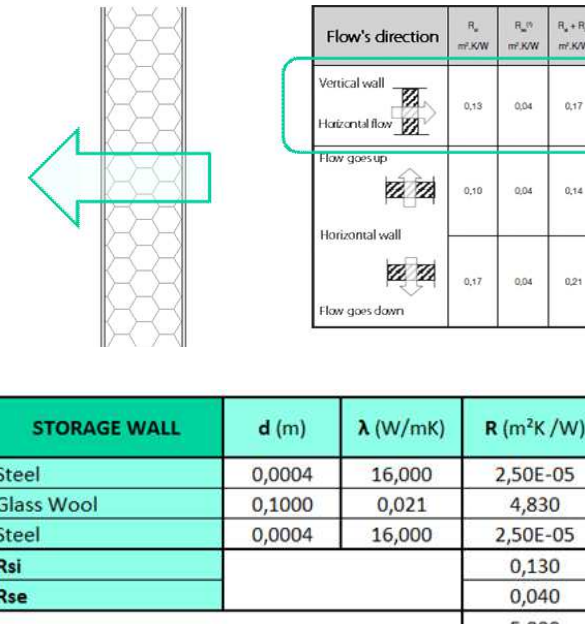 Flow's direction
R
m².K/W
R
m².K/W
R + R
m².K/W
Vertical wall
Horizontal flow
0,13
0,04
0,17
Flow goes up
0,10
0,04
0,14
Horizontal wall
0,17
0,04
0,21
Flow goes down
STORAGE WALL d (m) λ (W/mK) R (m²K /W)
Steel 0,0004 16,000 2,50E-05
Glass Wool 0,1000 0,021 4,830
Steel 0,0004 16,000 2,50E-05
Rsi 0,130
Rse 0,040